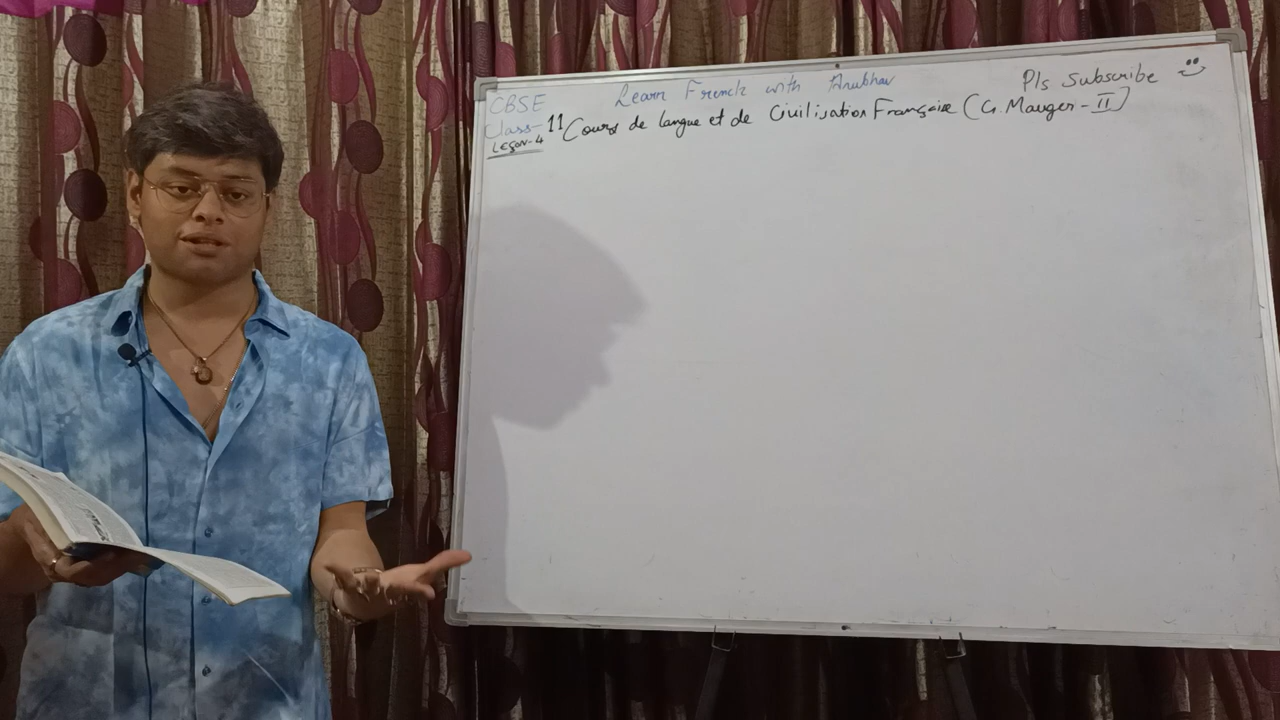 CBSE Learn French with Anubhav Pls Subscribe
Class-11 Cours de langue et de Civilisation Française (G. Mauger-II)
Leçon-4